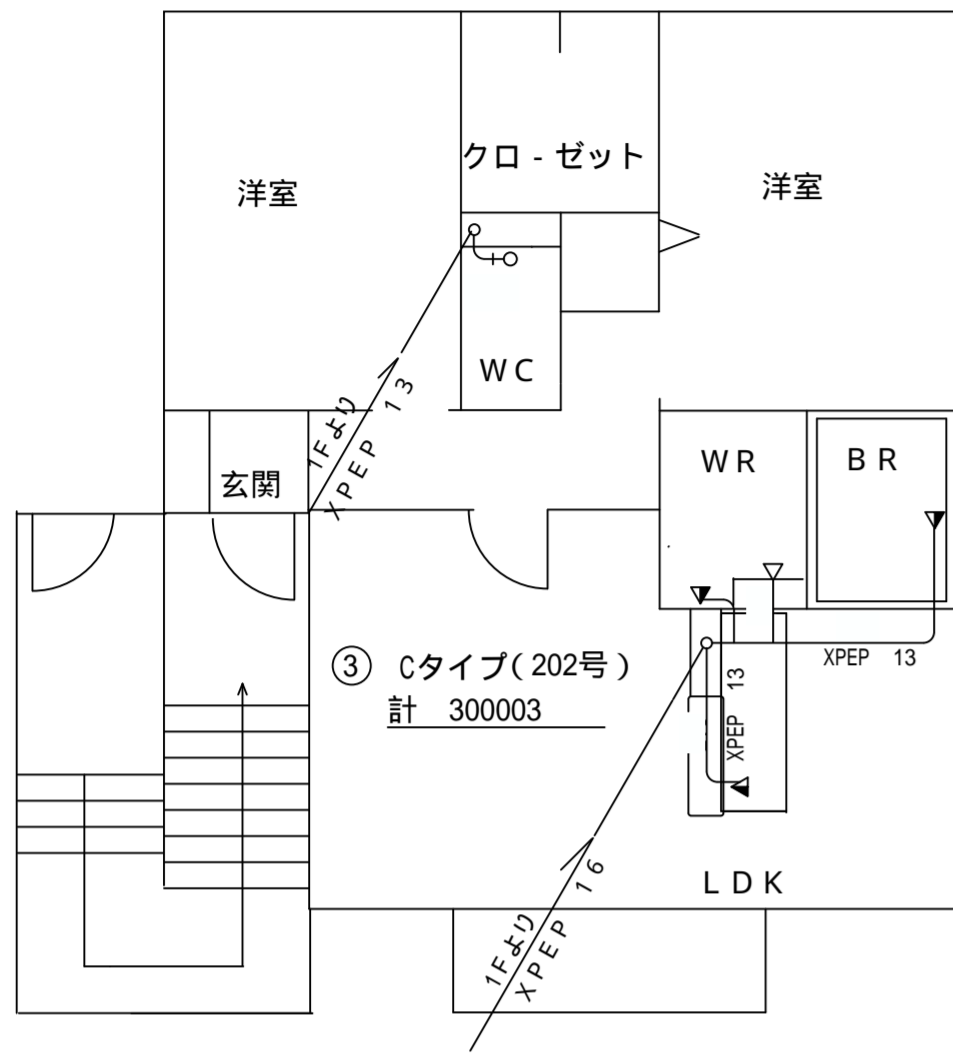 クロ - ゼット
洋室
洋室
WC
1Fより
XPEP 13
WR
BR
玄関
③ Cタイプ(202号)
計 300003
XPEP 13
XPEP 13
LDK
1Fより
XPEP 16